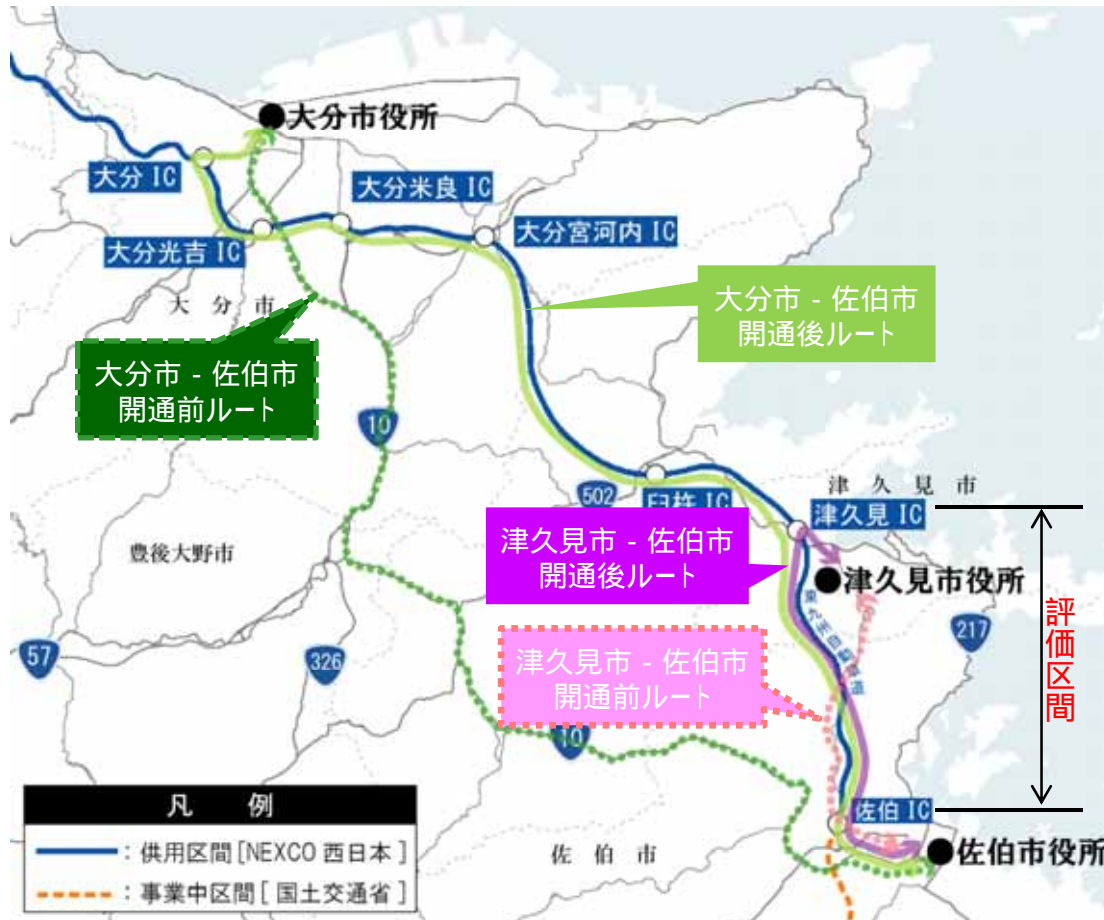 大分市役所
大分 IC
大分米良 IC
大分光吉 IC
大分宮河内 IC
大 分 市
大分市 - 佐伯市
開通後ルート
大分市 - 佐伯市
開通前ルート
10
502
臼杵 IC
津 久 見 市
津久見 IC
豊後大野市
津久見市 - 佐伯市
開通後ルート
津久見市役所
評価区間
217
57
326
津久見市 - 佐伯市
開通前ルート
東九州自動車道
10
凡 例
佐伯 IC
:供用区間[NEXCO 西日本]
佐 伯 市
佐伯市役所
:事業中区間[国土交通省]